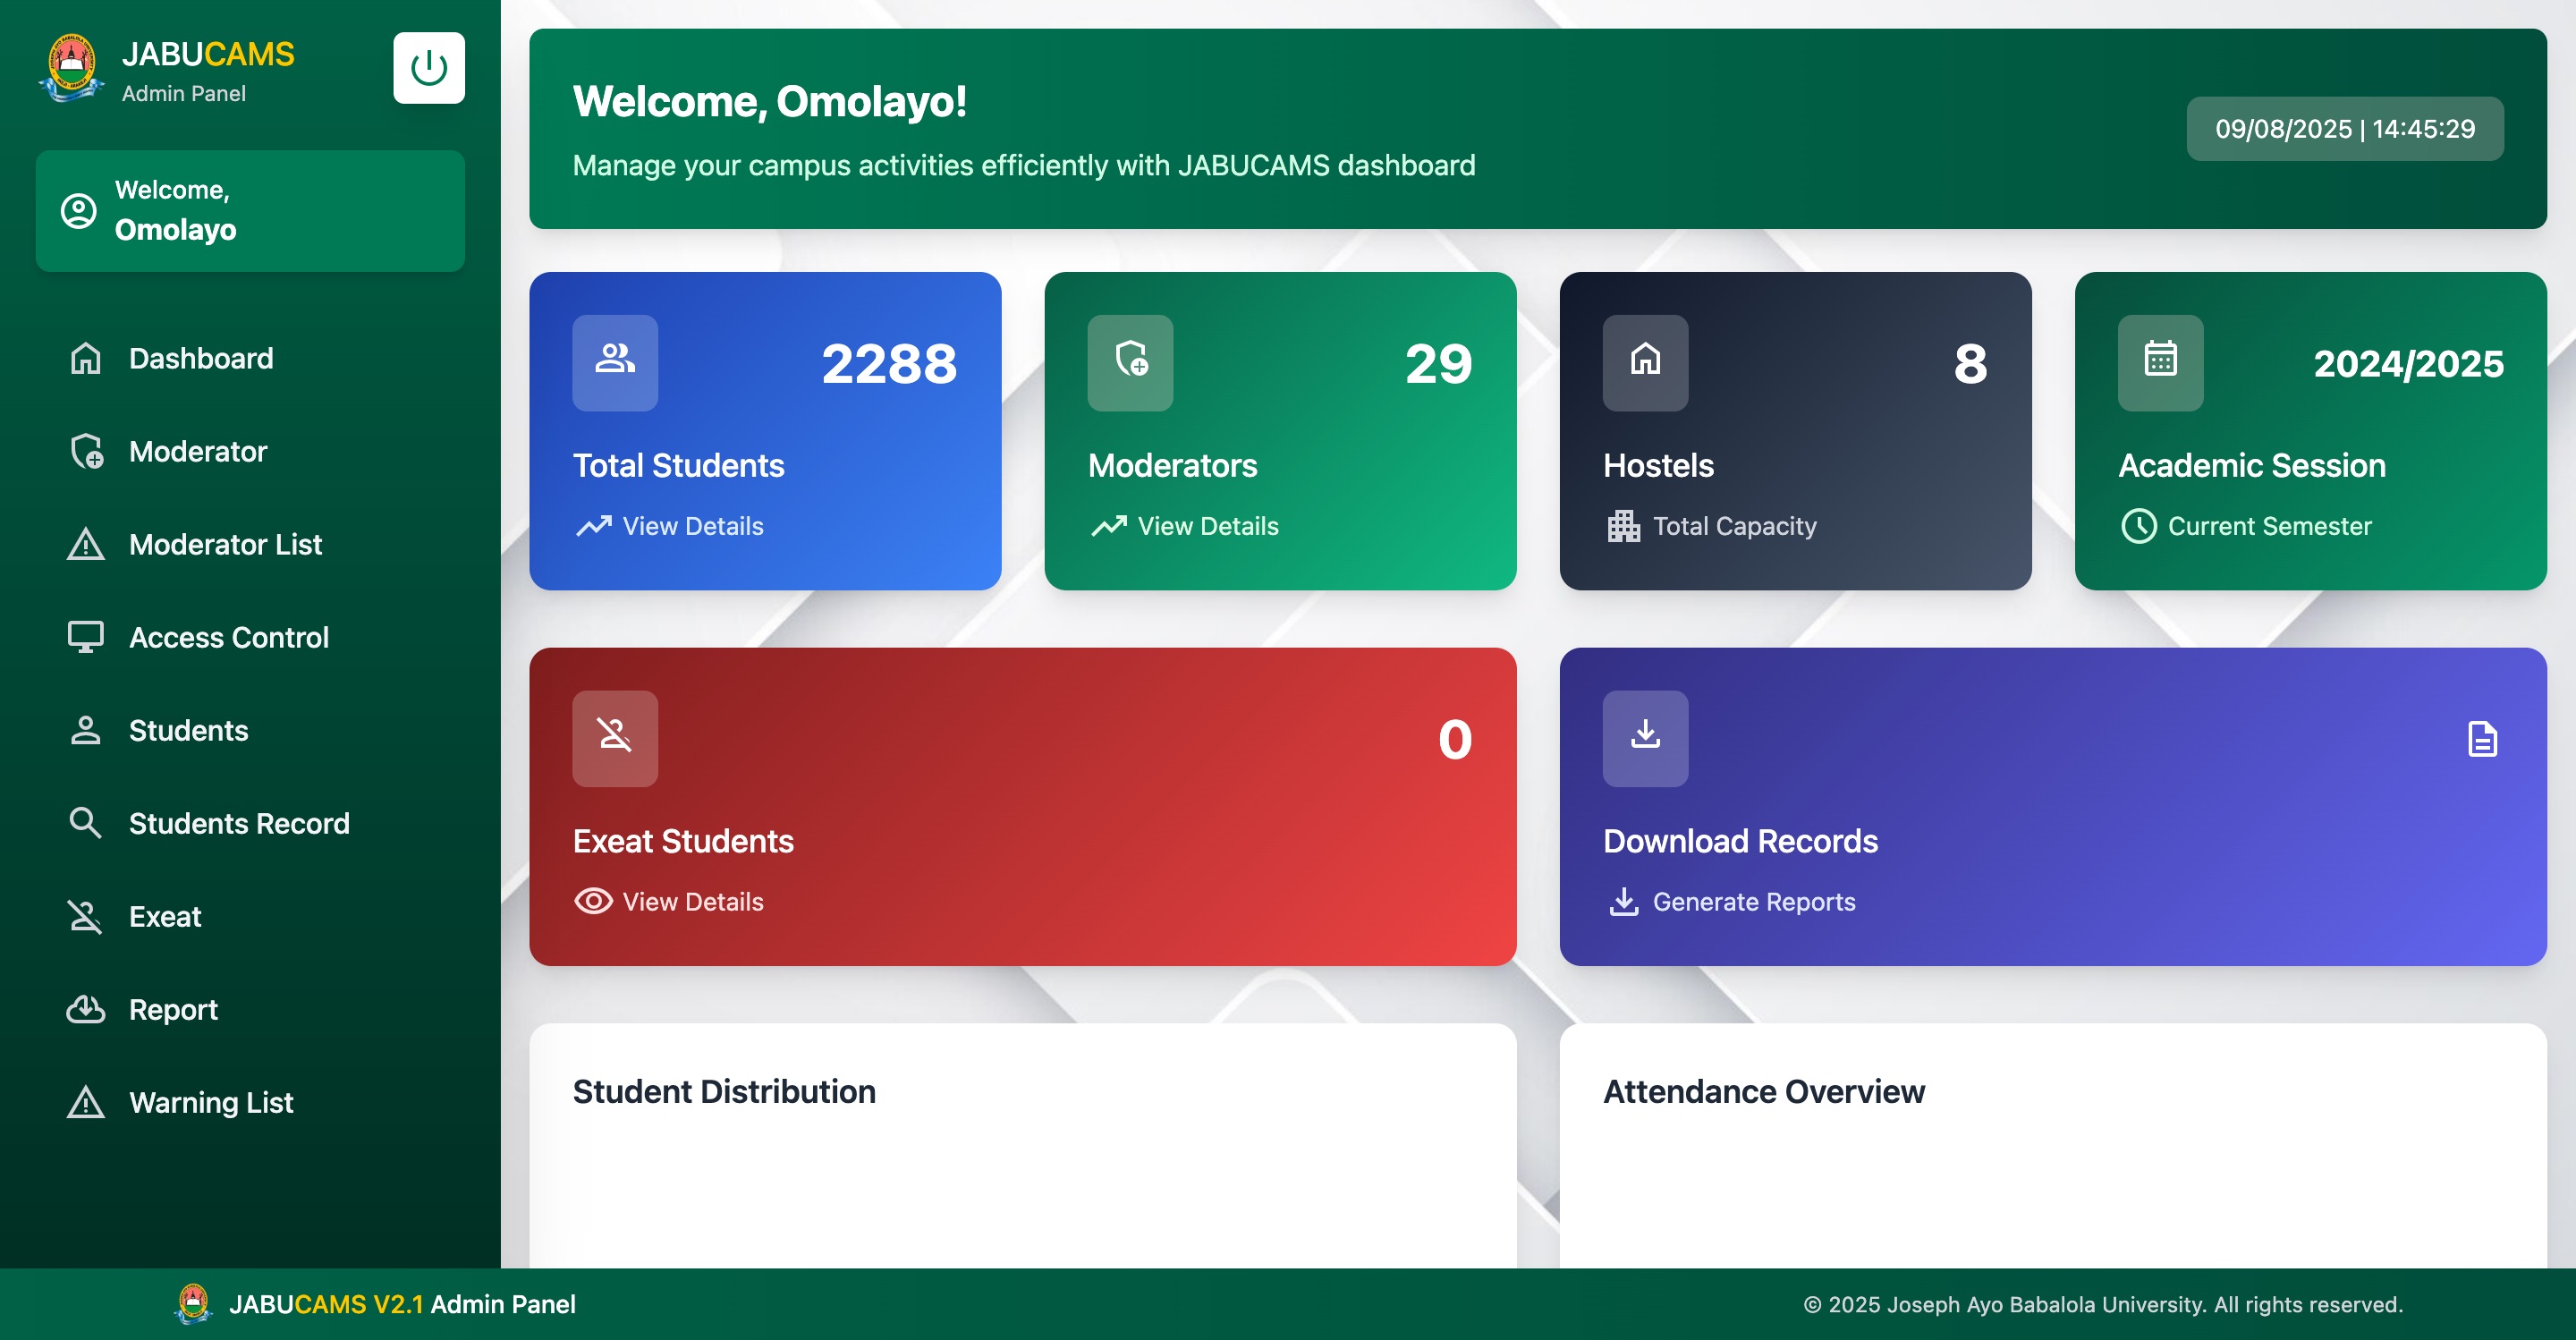 JABUCAMS
Admin Panel
Welcome,
Omolayo
Dashboard
Moderator
Moderator List
Access Control
Students
Students Record
Exeat
Report
Warning List
Welcome, Omolayo!
Manage your campus activities efficiently with JABUCAMS dashboard
09/08/2025 | 14:45:29
2288
Total Students
View Details
29
Moderators
View Details
8
Hostels
Total Capacity
2024/2025
Academic Session
Current Semester
0
Exeat Students
View Details
Download Records
Generate Reports
Student Distribution
Attendance Overview
JABUCAMS V2.1 Admin Panel
© 2025 Joseph Ayo Babalola University. All rights reserved.